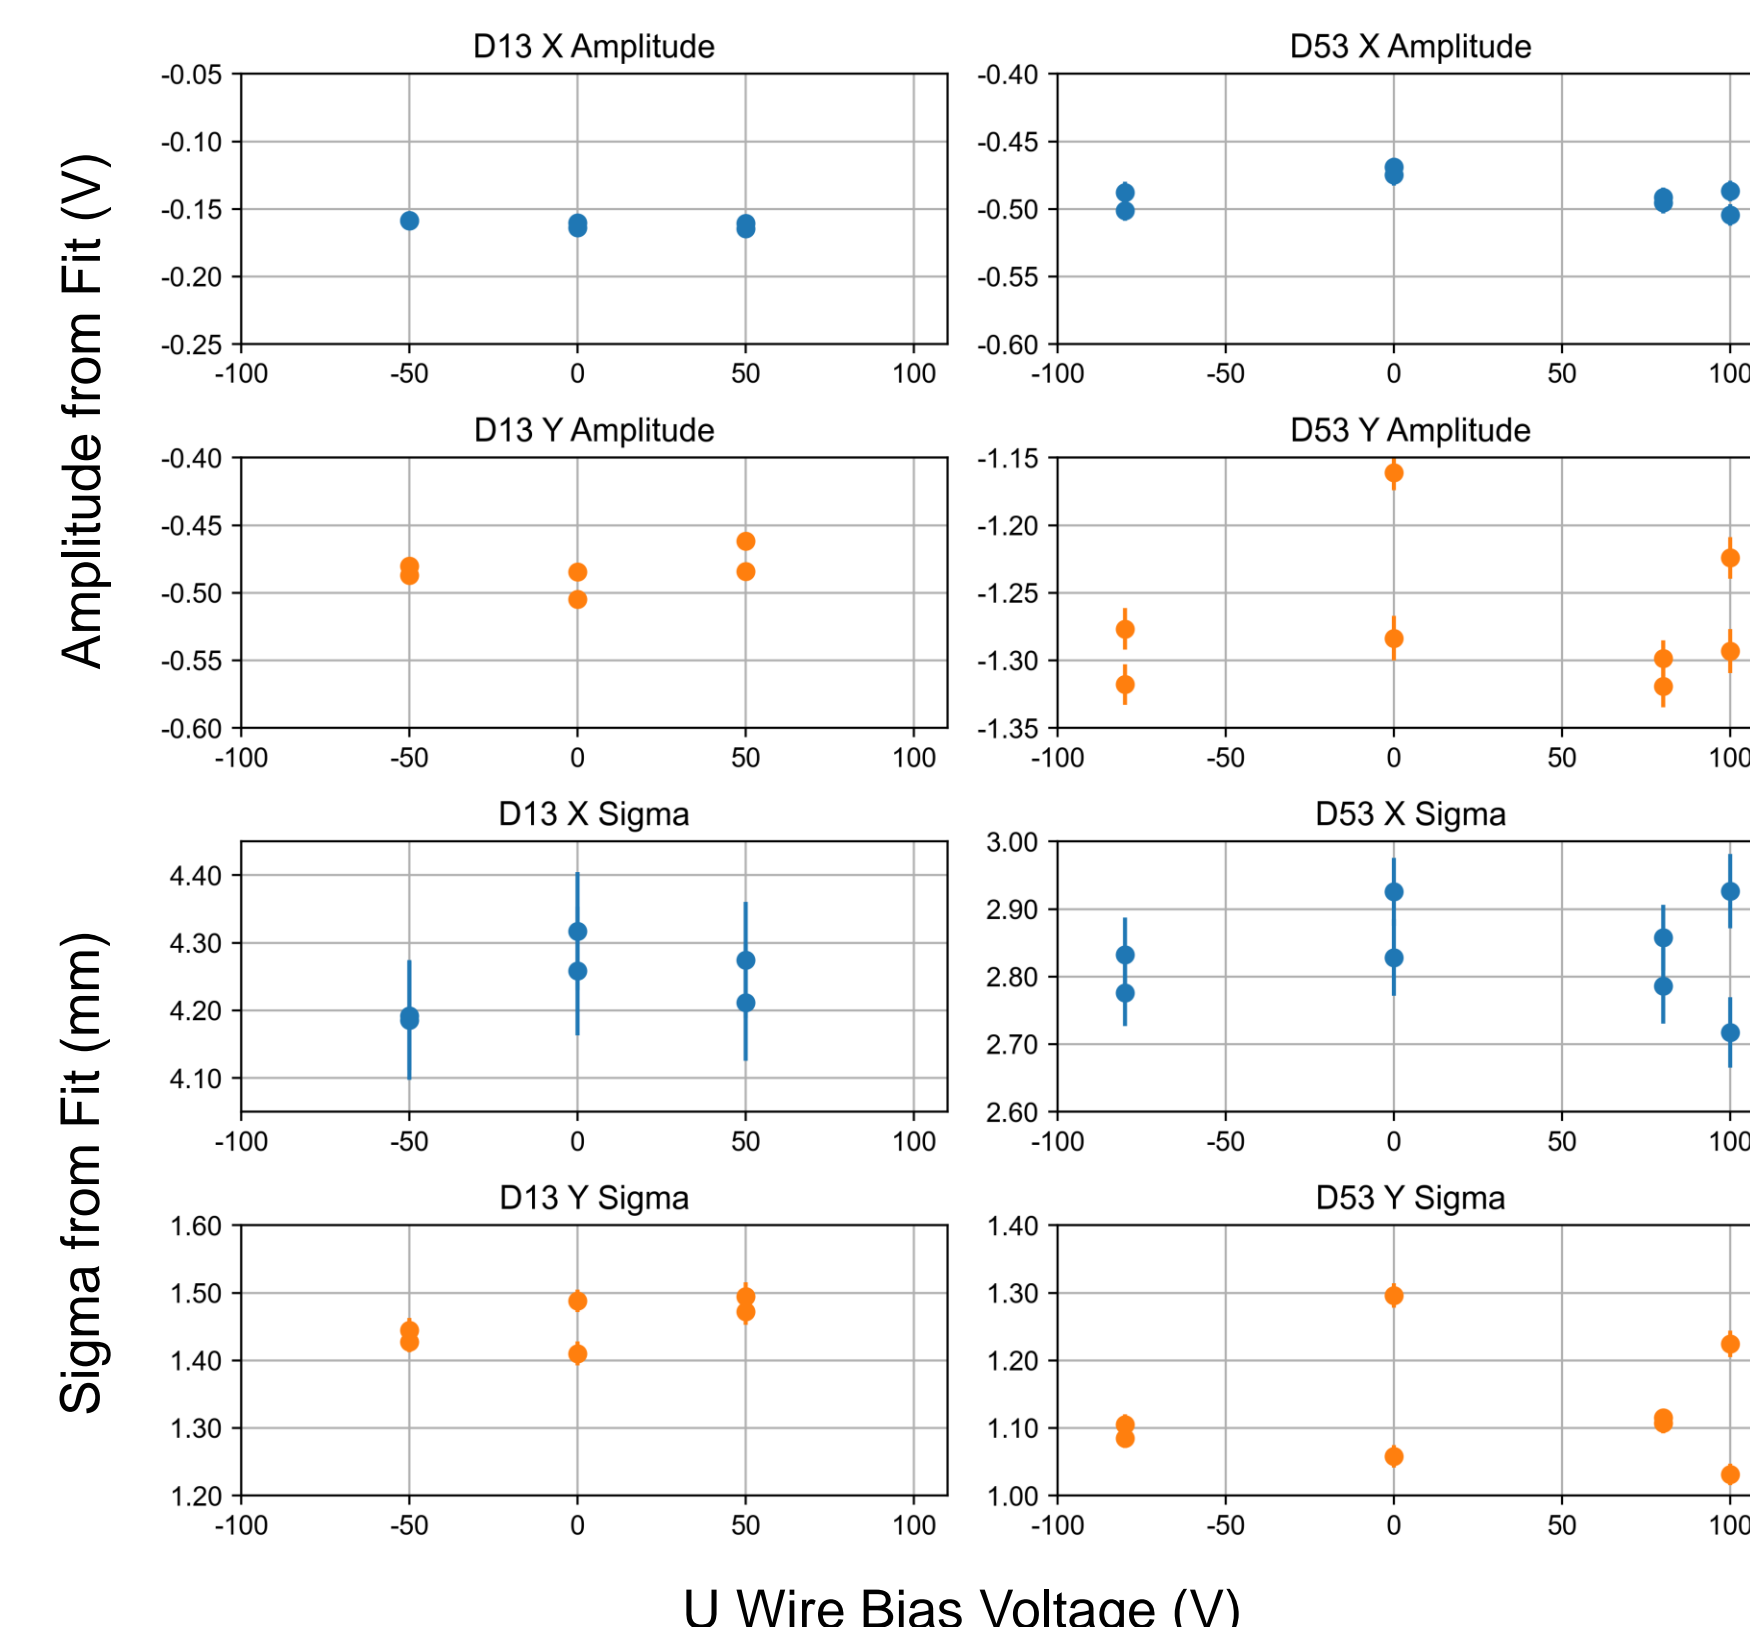 D13 X Amplitude
D53 X Amplitude
-0.05
-0.10
-0.15
-0.20
-0.25
-100 -50 0 50 100
-0.40
-0.45
-0.50
-0.55
-0.60
-100 -50 0 50 100
Amplitude from Fit (V)
D13 Y Amplitude
D53 Y Amplitude
-0.40
-0.45
-0.50
-0.55
-0.60
-100 -50 0 50 100
-1.15
-1.20
-1.25
-1.30
-1.35
-100 -50 0 50 100
D13 X Sigma
D53 X Sigma
4.40
4.30
4.20
4.10
-100 -50 0 50 100
3.00
2.90
2.80
2.70
2.60
-100 -50 0 50 100
Sigma from Fit (mm)
D13 Y Sigma
D53 Y Sigma
1.60
1.50
1.40
1.30
1.20
-100 -50 0 50 100
1.40
1.30
1.20
1.10
1.00
-100 -50 0 50 100
U Wire Bias Voltage (V)